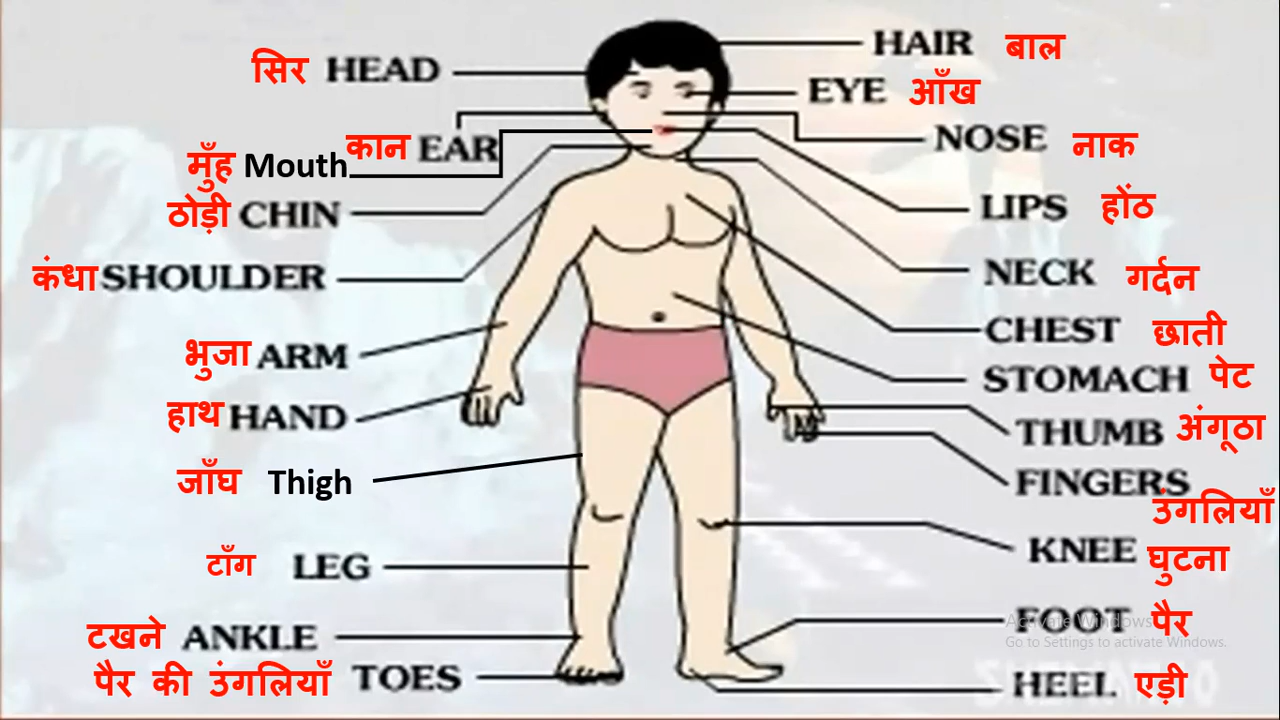 सिर HEAD
कान EAR
मुँह Mouth
ठोड़ी CHIN
कंधा SHOULDER
भुजा ARM
हाथ HAND
जाँघ Thigh
टाँग LEG
टखने ANKLE
पैर की उंगलियाँ TOES
HAIR बाल
EYE आँख
NOSE नाक
LIPS होंठ
NECK गर्दन
CHEST छाती
STOMACH पेट
THUMB अंगूठा
FINGERS
उंगलियाँ
KNEE घुटना
FOOT पैर
Activate Windows
Go to Settings to activate Windows.
HEEL एड़ी